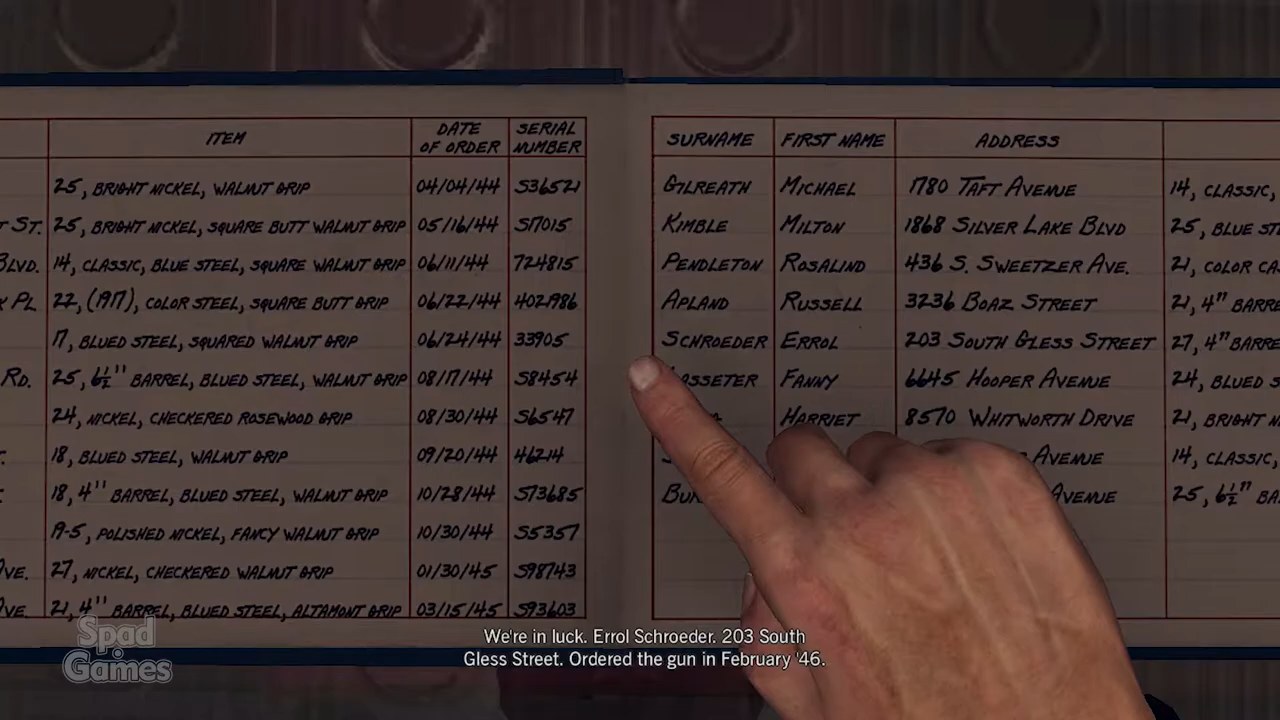 ITEM DATE OF ORDER SERIAL NUMBER
25, BRIGHT NICKEL, WALNUT GRIP 04/04/44 S36521
ST. 25, BRIGHT NICKEL, SQUARE BUTT WALNUT GRIP 05/16/44 S17015
BLVD. 14, CLASSIC, BLUE STEEL, SQUARE WALNUT GRIP 06/11/44 724815
PL 22, (1917), COLOR STEEL, SQUARE BUTT GRIP 06/22/44 402986
17, BLUED STEEL, SQUARED WALNUT GRIP 06/24/44 33905
RD. 25, 6½" BARREL, BLUED STEEL, WALNUT GRIP 08/17/44 S8454
24, NICKEL, CHECKERED ROSEWOOD GRIP 08/30/44 S6547
18, BLUED STEEL, WALNUT GRIP 09/20/44 46214
18, 4" BARREL, BLUED STEEL, WALNUT GRIP 10/28/44 S73685
A-5, POLISHED NICKEL, FANCY WALNUT GRIP 10/30/44 S5357
AVE. 27, NICKEL, CHECKERED WALNUT GRIP 01/30/45 S98743
AVE. 21, 4" BARREL, BLUED STEEL, ALTAMONT GRIP 03/15/45 S93603
SURNAME FIRST NAME ADDRESS
GILREATH MICHAEL 1780 TAFT AVENUE 14, CLASSIC,
KIMBLE MILTON 1868 SILVER LAKE BLVD 25, BLUE
PENDLETON ROSALIND 436 S. SWEETZER AVE. 21, COLOR
APLAND RUSSELL 3236 BOAZ STREET 21, 4"
SCHROEDER ERROL 203 SOUTH GLESS STREET 27, 4"
FANNY 6645 HOOPER AVENUE 24, BLUED
HARRIET 8570 WHITWORTH DRIVE 21, BRIGHT
AVENUE 14, CLASSIC,
AVENUE 25, 6½"
Spad
Games
We're in luck. Errol Schroeder. 203 South
Gless Street. Ordered the gun in February '46.